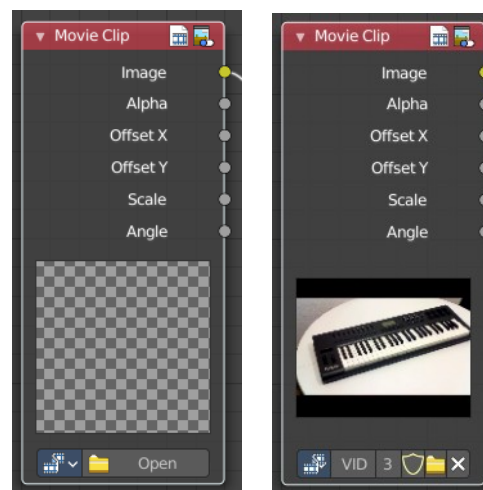 Movie Clip
Image
Alpha
Offset X
Offset Y
Scale
Angle
Open
Movie Clip
Image
Alpha
Offset X
Offset Y
Scale
Angle
VID 3